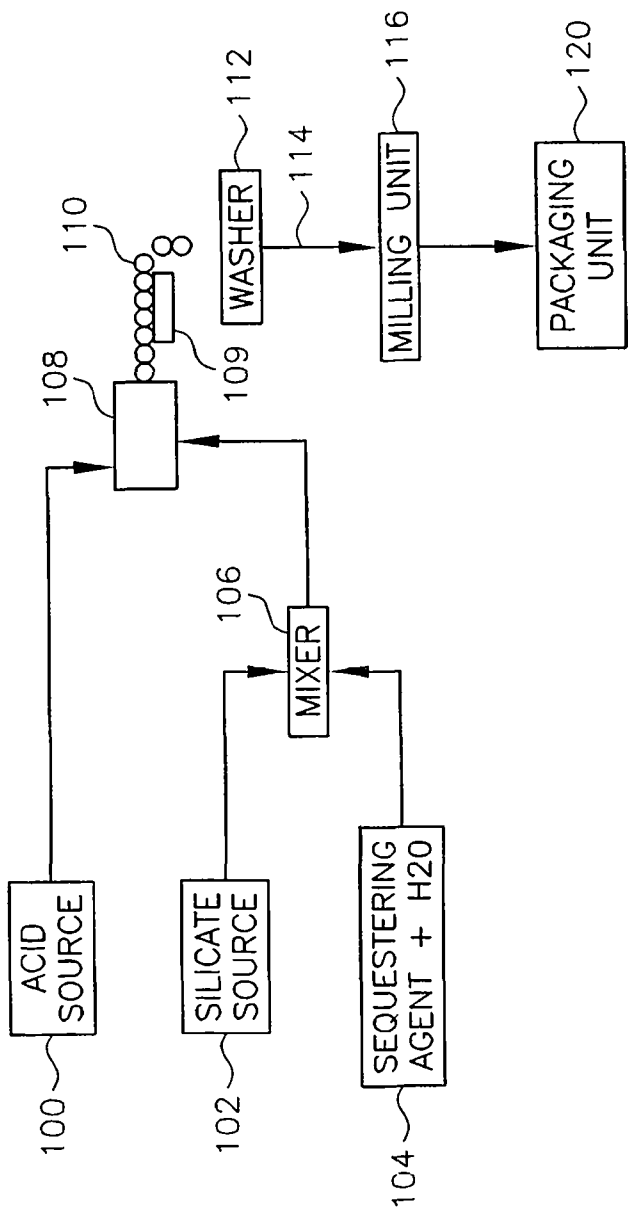 100
ACID
SOURCE
102
SILICATE
SOURCE
104
SEQUESTERING
AGENT + H20
106
MIXER
108
109
110
WASHER
112
114
MILLING UNIT
116
PACKAGING
UNIT
120